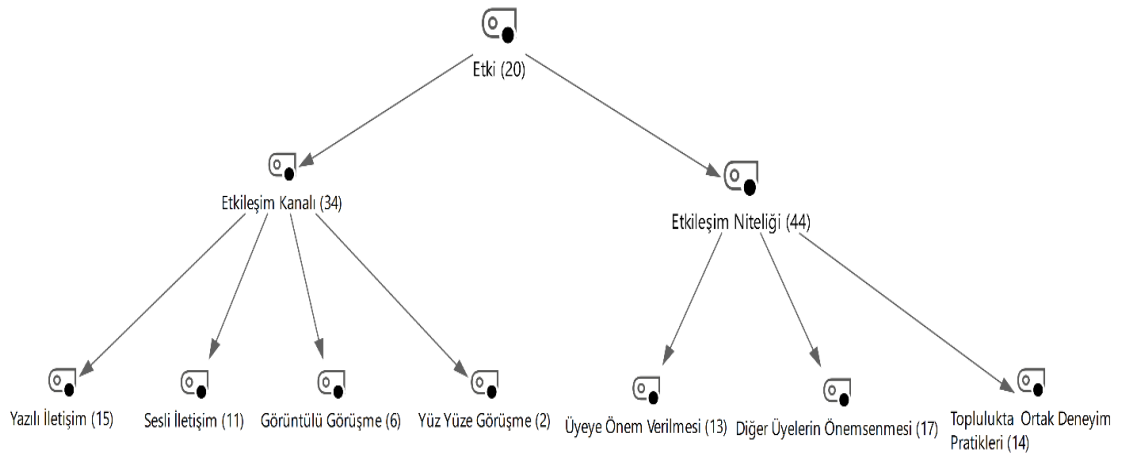 Etki (20)
Etkileşim Kanalı (34)
Etkileşim Niteliği (44)
Yazılı İletişim (15)
Sesli İletişim (11)
Görüntülü Görüşme (6)
Yüz Yüze Görüşme (2)
Üyeye Önem Verilmesi (13)
Diğer Üyelerin Önemsenmesi (17)
Toplulukta Ortak Deneyim
Pratikleri (14)